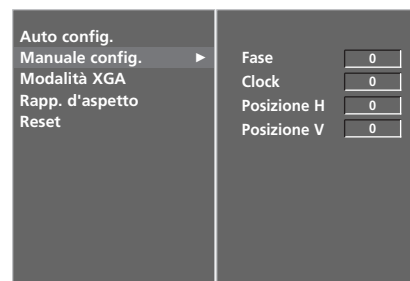 Auto config.
Manuale config. ►
Modalità XGA
Rapp. d'aspetto
Reset
Fase 0
Clock 0
Posizione H 0
Posizione V 0